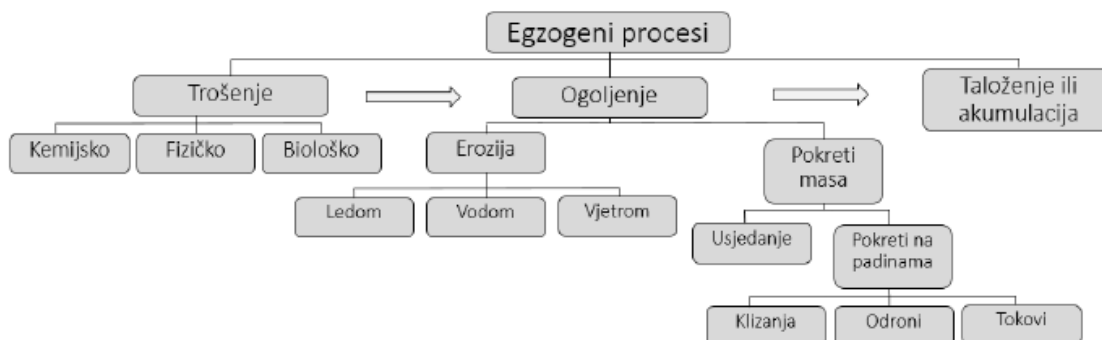 Egzogeni procesi
Trošenje
Ogoljenje
Taloženje ili
akumulacija
Kemijsko
Fizičko
Biološko
Erozija
Pokreti
masa
Ledom
Vodom
Vjetrom
Usjedanje
Pokreti na
padinama
Klizanja
Odroni
Tokovi